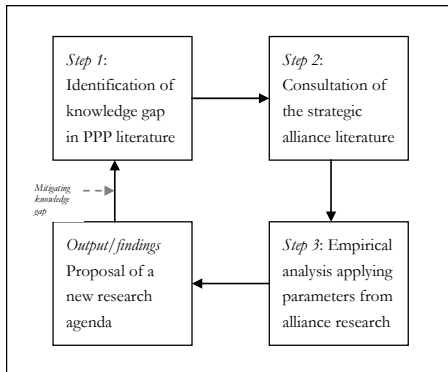 Step 1:
Identification of
knowledge gap
in PPP literature
Step 2:
Consultation of
the strategic
alliance literature
Mitigating
knowledge
gap
Output/findings
Proposal of a
new research
agenda
Step 3: Empirical
analysis applying
parameters from
alliance research